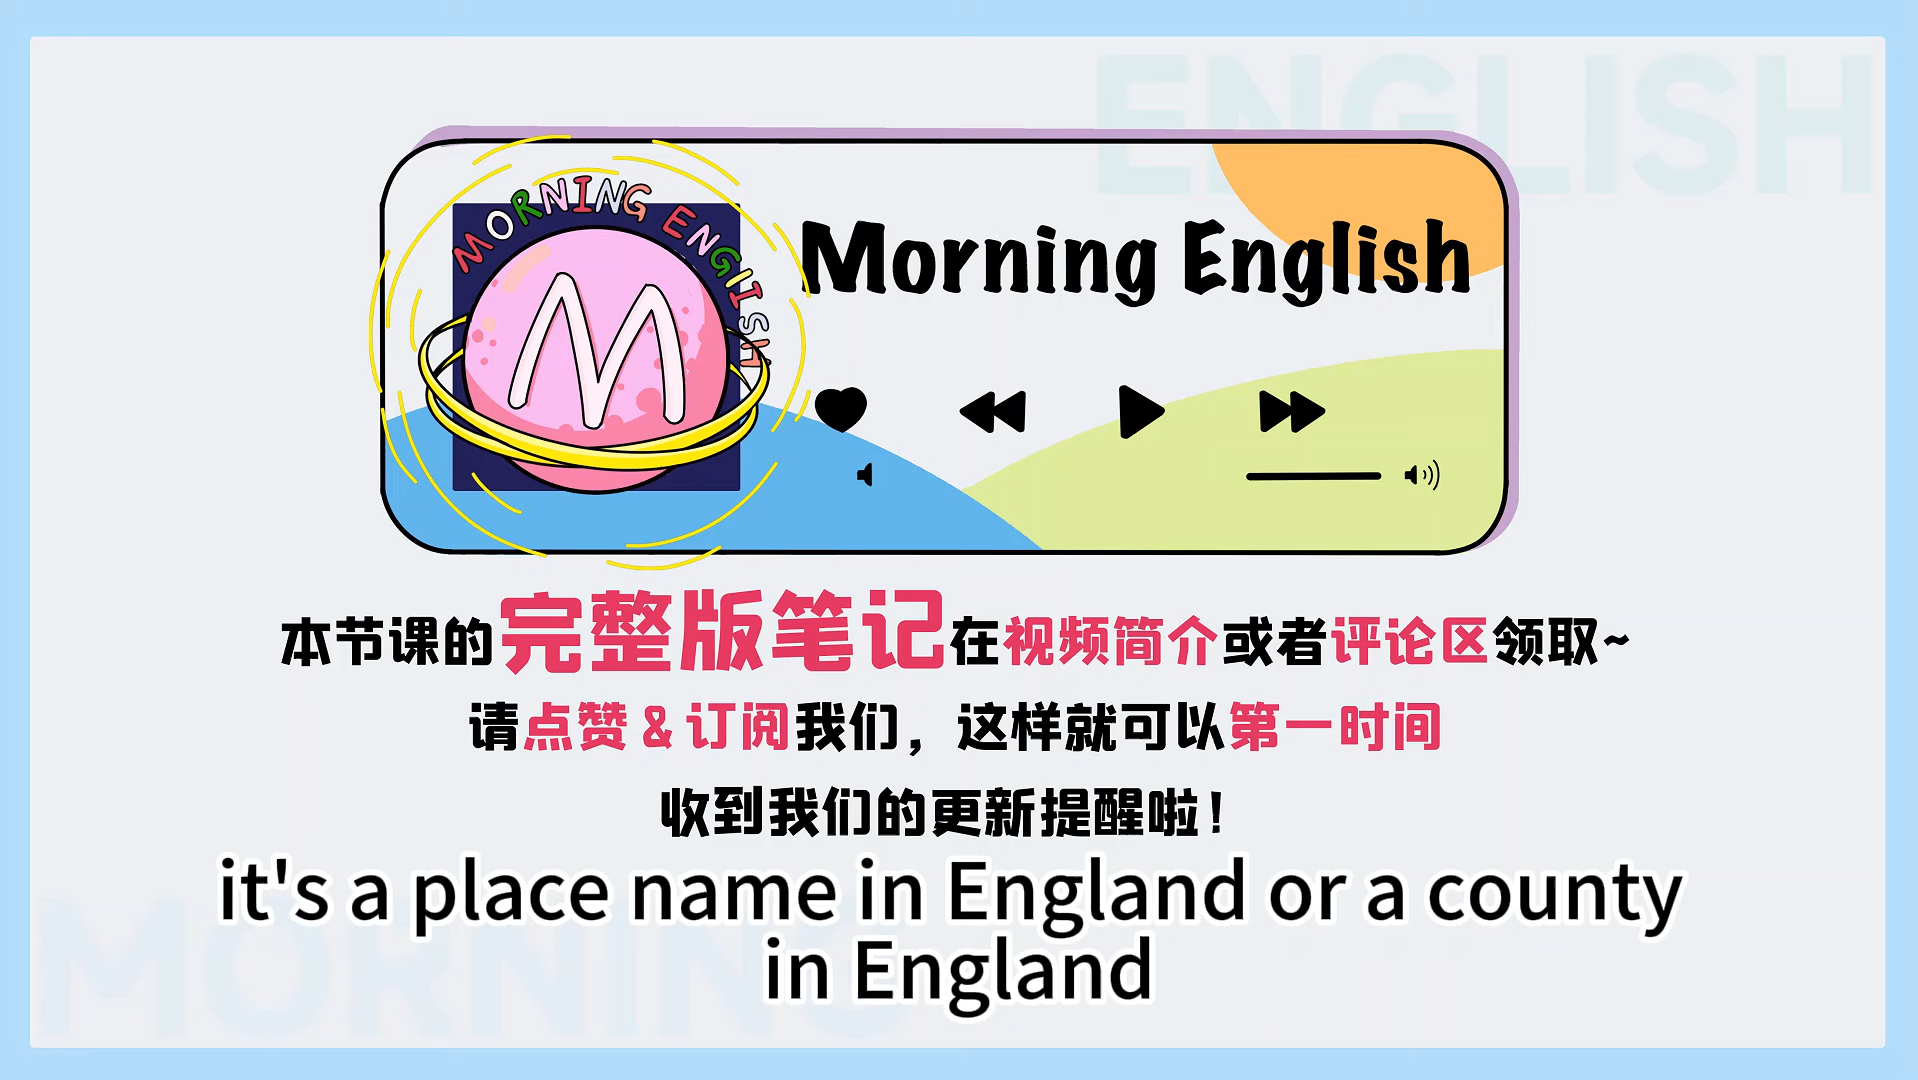 ENGLISH
MORNING ENGLISH
M
Morning English
本节课的完整版笔记在视频简介或者评论区领取~
请点赞&订阅我们，这样就可以第一时间
收到我们的更新提醒啦！
it's a place name in England or a county
in England
MORNING